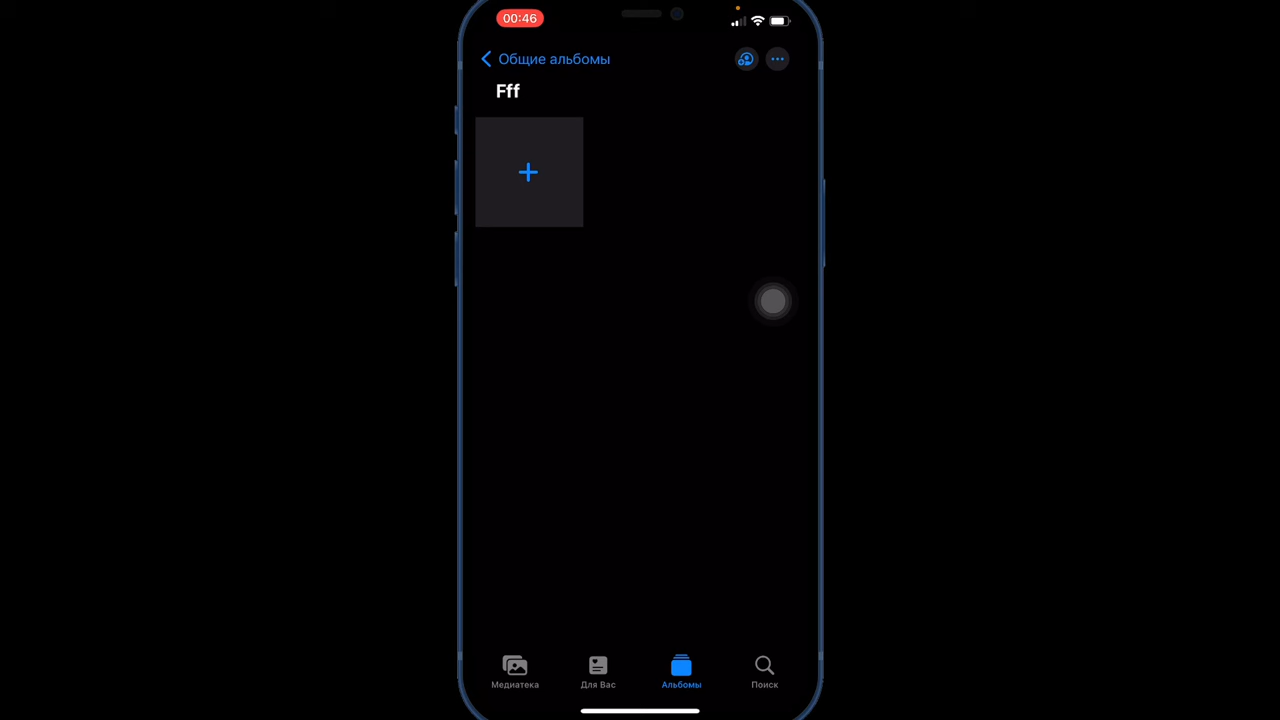 00:46
Общие альбомы
Fff
Медиатека
Для Вас
Альбомы
Поиск